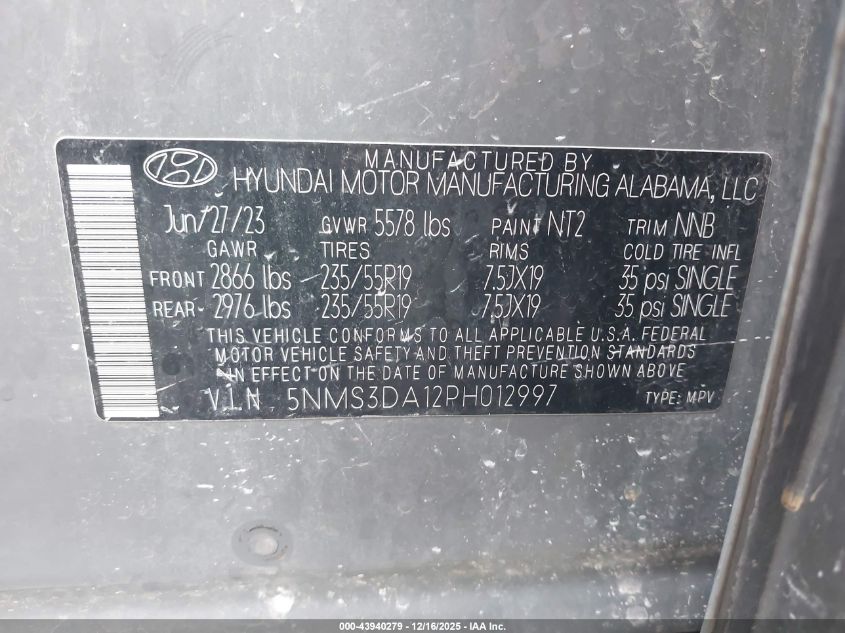 MANUFACTURED BY
HYUNDAI MOTOR MANUFACTURING ALABAMA, LLC
Jun/27/23 GVWR 5578 lbs PAINT NT2 TRIM NNB
GAWR TIRES RIMS COLD TIRE INFL
FRONT 2866 lbs 235/55R19 7.5JX19 35 psi SINGLE
REAR 2976 lbs 235/55R19 7.5JX19 35 psi SINGLE
THIS VEHICLE CONFORMS TO ALL APPLICABLE U.S.A. FEDERAL
MOTOR VEHICLE SAFETY AND THEFT PREVENTION STANDARDS
IN EFFECT ON THE DATE OF MANUFACTURE SHOWN ABOVE
V.I.N 5NMS3DA12PH012997 TYPE: MPV
000-43940279 - 12/16/2025 - IAA Inc.